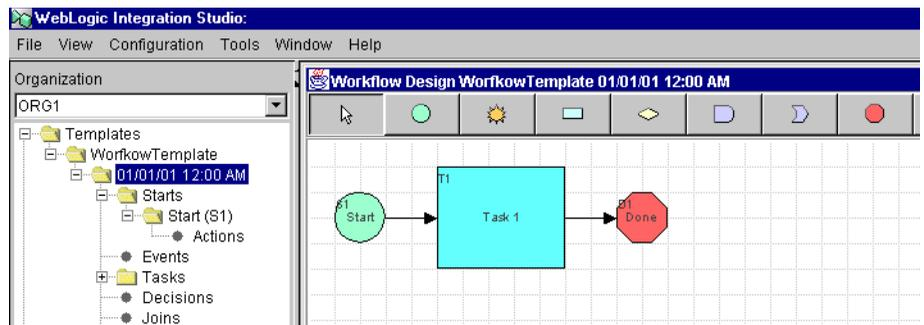 WebLogic Integration Studio:
File View Configuration Tools Window Help
Organization
ORG1
Templates
WorfkowTemplate
01/01/01 12:00 AM
Starts
Start (S1)
Actions
Events
Tasks
Decisions
Joins
Workflow Design WorfkowTemplate 01/01/01 12:00 AM
S1
Start
T1
Task 1
D1
Done